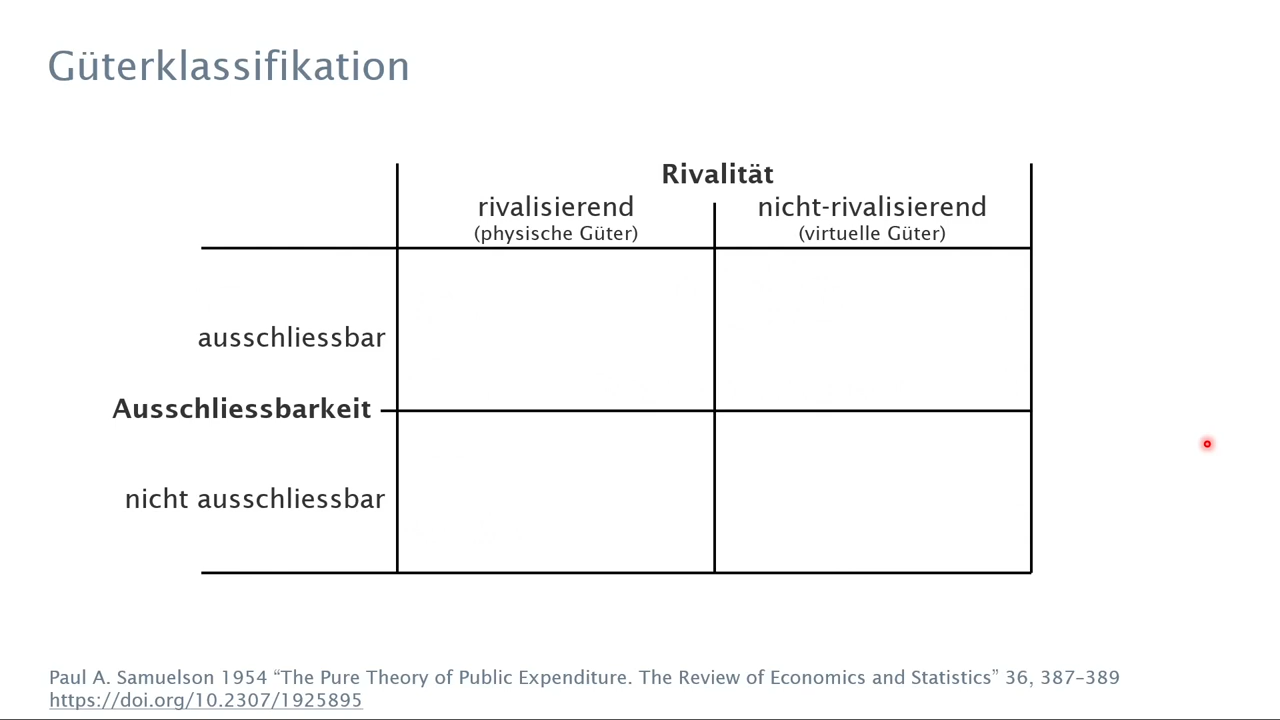 Güterklassifikation
Rivalität
rivalisierend nicht-rivalisierend
(physische Güter) (virtuelle Güter)
ausschliessbar
Ausschliessbarkeit
nicht ausschliessbar
Paul A. Samuelson 1954 “The Pure Theory of Public Expenditure. The Review of Economics and Statistics” 36, 387–389
https://doi.org/10.2307/1925895